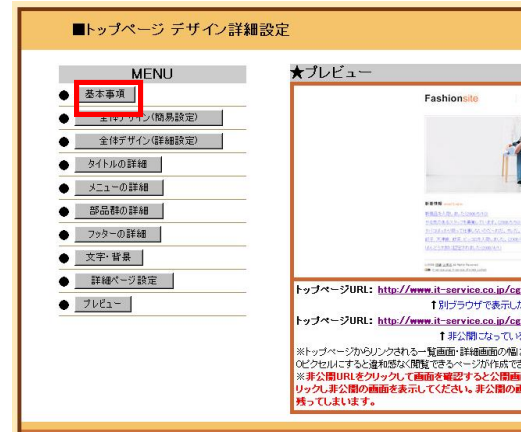 ■トップページ デザイン詳細設定
MENU
基本事項
全体デザイン(簡易設定)
全体デザイン(詳細設定)
タイトルの詳細
メニューの詳細
部品群の詳細
フッターの詳細
文字・背景
詳細ページ設定
プレビュー
★プレビュー
Fashionsite
トップページURL: http://www.it-service.co.jp/cg
↑別ブラウザで表示した
トップページURL: http://www.it-service.co.jp/cg
↑非公開になってい
※トップページからリンクされる一覧画面・詳細画面の幅に
0ピクセルにすると違和感なく閲覧できるページが作成でき
※非公開URLをクリックして画面を確認すると公開画
リックし非公開の画面を表示してください。非公開の画
残ってしまいます。